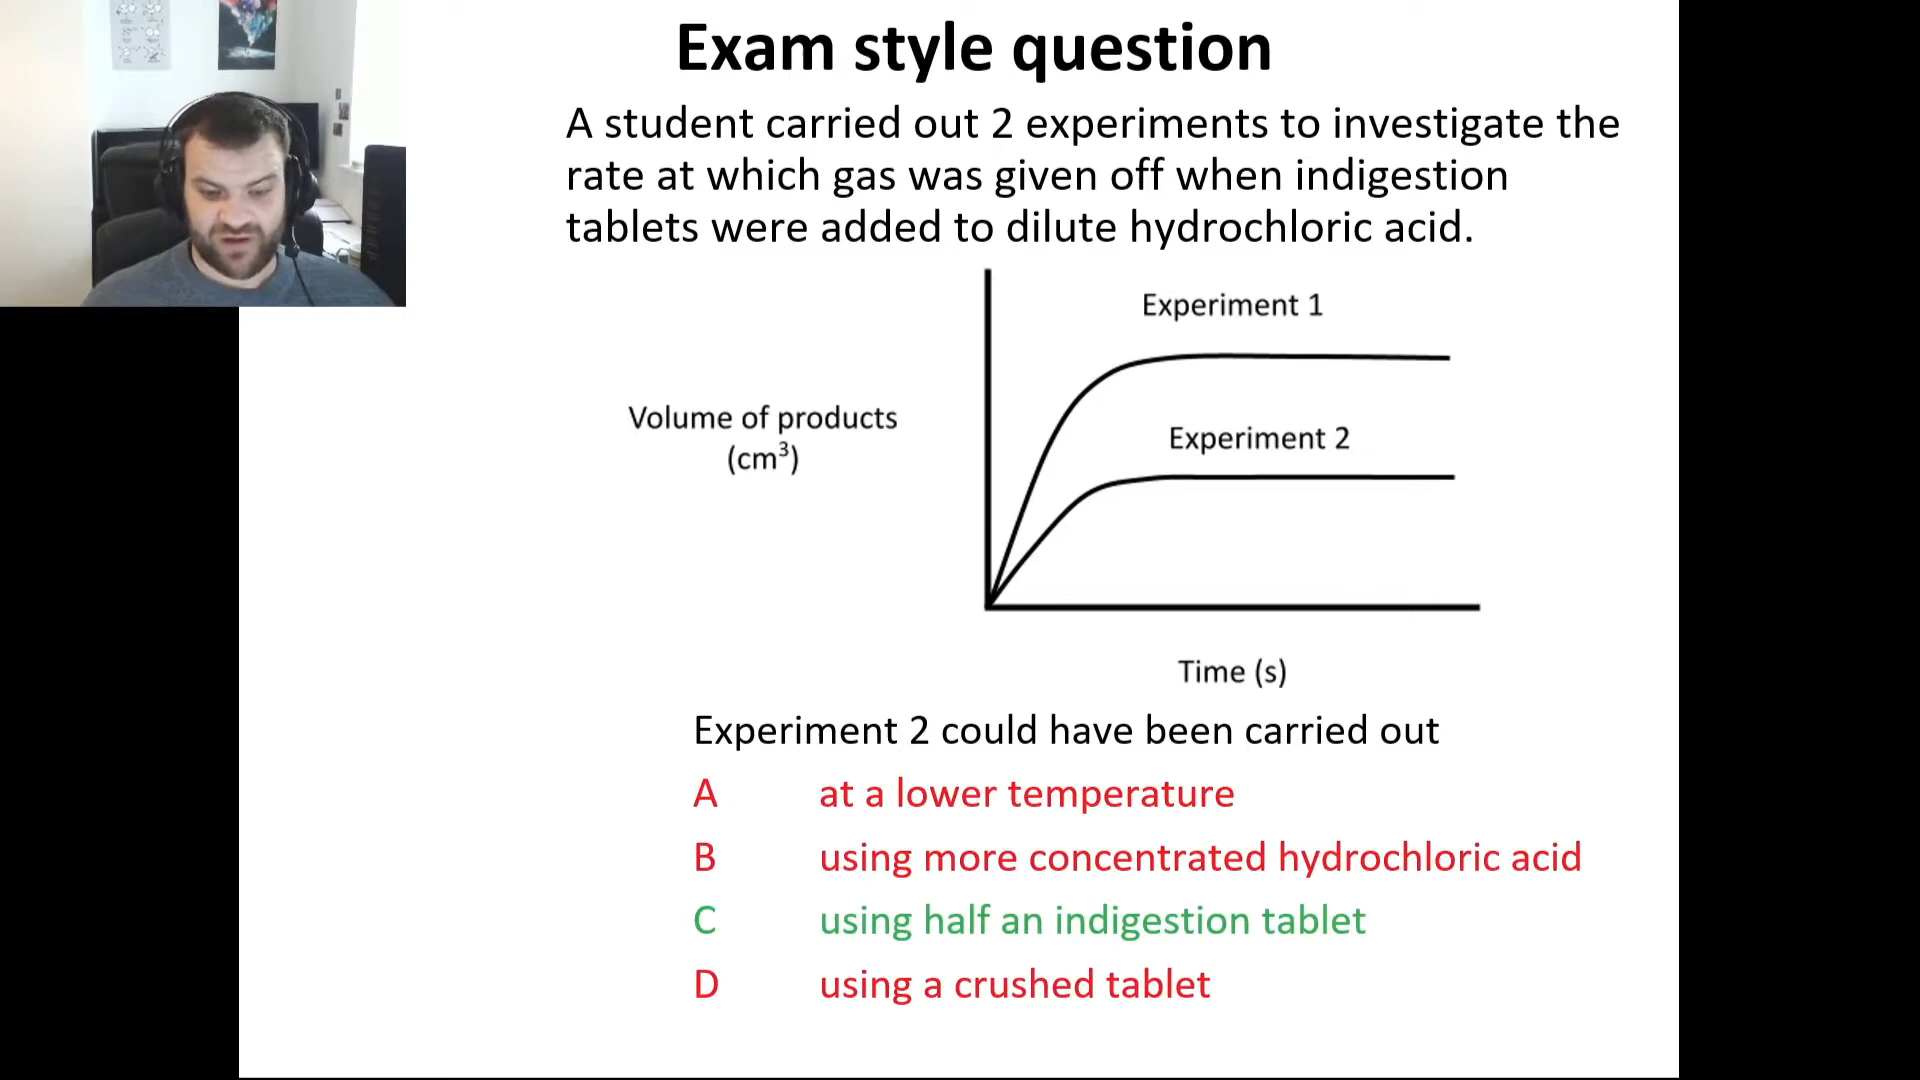 Exam style question
A student carried out 2 experiments to investigate the
rate at which gas was given off when indigestion
tablets were added to dilute hydrochloric acid.
Experiment 1
Volume of products
(cm³)
Experiment 2
Time (s)
Experiment 2 could have been carried out
A at a lower temperature
B using more concentrated hydrochloric acid
C using half an indigestion tablet
D using a crushed tablet